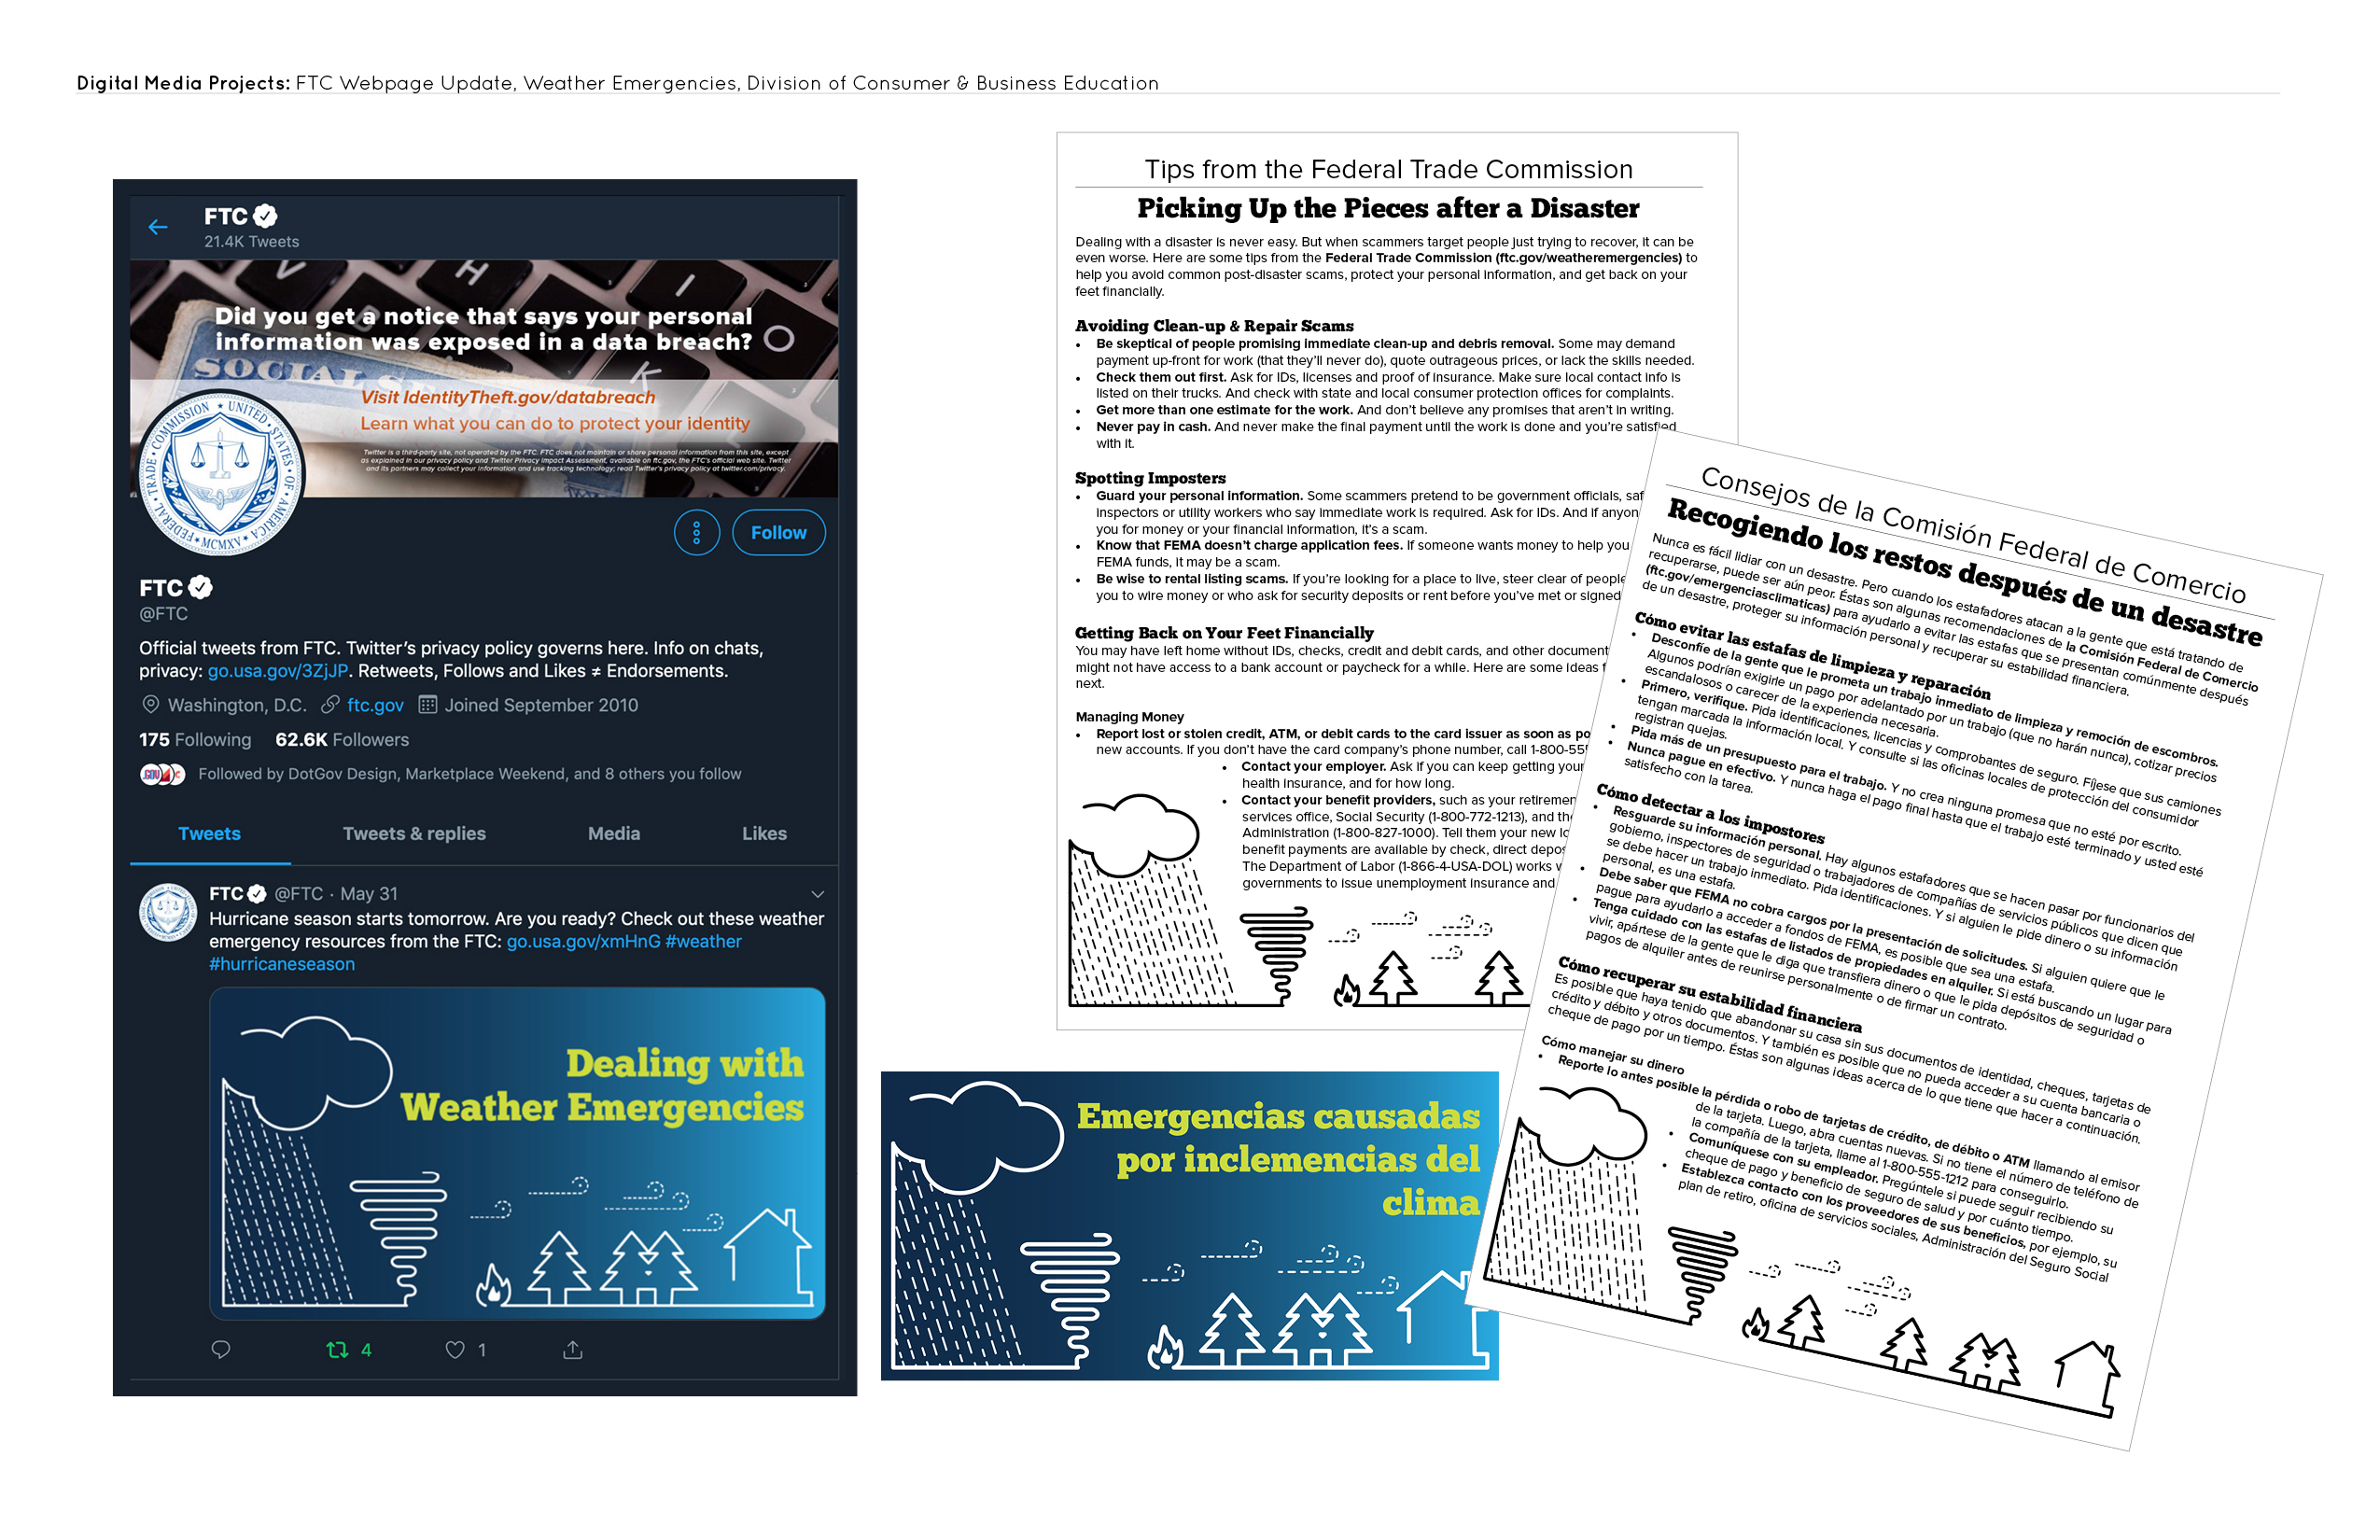 Digital Media Projects: FTC Webpage Update, Weather Emergencies, Division of Consumer & Business Education
FTC
21.4K Tweets
Did you get a notice that says your personal
information was exposed in a data breach?
SOCIAL
Visit IdentityTheft.gov/databreach
Learn what you can do to protect your identity
Twitter is a third-party site, not operated by the FTC. FTC does not maintain or share personal information from this site, except
as explained in our privacy policy and Twitter Privacy Impact Assessment, available on ftc.gov, the FTC's official web site. Twitter
and its partners may collect your information and use tracking technology; read Twitter's privacy policy at twitter.com/privacy.
FEDERAL TRADE COMMISSION ★ UNITED STATES OF AMERICA ★ MCMXV ★
Follow
FTC
@FTC
Official tweets from FTC. Twitter's privacy policy governs here. Info on chats,
privacy: go.usa.gov/3ZjJP. Retweets, Follows and Likes ≠ Endorsements.
Washington, D.C. ftc.gov Joined September 2010
175 Following 62.6K Followers
Followed by DotGov Design, Marketplace Weekend, and 8 others you follow
Tweets Tweets & replies Media Likes
FTC @FTC · May 31
Hurricane season starts tomorrow. Are you ready? Check out these weather
emergency resources from the FTC: go.usa.gov/xmHnG #weather
#hurricaneseason
Dealing with
Weather Emergencies
4 1
Tips from the Federal Trade Commission
Picking Up the Pieces after a Disaster
Dealing with a disaster is never easy. But when scammers target people just trying to recover, it can be
even worse. Here are some tips from the Federal Trade Commission (ftc.gov/weatheremergencies) to
help you avoid common post-disaster scams, protect your personal information, and get back on your
feet financially.
Avoiding Clean-up & Repair Scams
• Be skeptical of people promising immediate clean-up and debris removal. Some may demand
payment up-front for work (that they'll never do), quote outrageous prices, or lack the skills needed.
• Check them out first. Ask for IDs, licenses and proof of insurance. Make sure local contact info is
listed on their trucks. And check with state and local consumer protection offices for complaints.
• Get more than one estimate for the work. And don't believe any promises that aren't in writing.
• Never pay in cash. And never make the final payment until the work is done and you're satisfied
with it.
Spotting Imposters
• Guard your personal information. Some scammers pretend to be government officials, saf
inspectors or utility workers who say immediate work is required. Ask for IDs. And if anyon
you for money or your financial information, it's a scam.
• Know that FEMA doesn't charge application fees. If someone wants money to help you
FEMA funds, it may be a scam.
• Be wise to rental listing scams. If you're looking for a place to live, steer clear of people
you to wire money or who ask for security deposits or rent before you've met or signed
Getting Back on Your Feet Financially
You may have left home without IDs, checks, credit and debit cards, and other document
might not have access to a bank account or paycheck for a while. Here are some ideas f
next.
Managing Money
• Report lost or stolen credit, ATM, or debit cards to the card issuer as soon as po
new accounts. If you don't have the card company's phone number, call 1-800-55
• Contact your employer. Ask if you can keep getting your
health insurance, and for how long.
• Contact your benefit providers, such as your retiremen
services office, Social Security (1-800-772-1213), and the
Administration (1-800-827-1000). Tell them your new lo
benefit payments are available by check, direct depos
The Department of Labor (1-866-4-USA-DOL) works w
governments to issue unemployment insurance and
Emergencias causadas
por inclemencias del
clima
Consejos de la Comisión Federal de Comercio
Recogiendo los restos después de un desastre
Nunca es fácil lidiar con un desastre. Pero cuando los estafadores atacan a la gente que está tratando de
recuperarse, puede ser aún peor. Éstas son algunas recomendaciones de la Comisión Federal de Comercio
(ftc.gov/emergenciasclimaticas) para ayudarlo a evitar las estafas que se presentan comúnmente después
de un desastre, proteger su información personal y recuperar su estabilidad financiera.
Cómo evitar las estafas de limpieza y reparación
• Desconfíe de la gente que le prometa un trabajo inmediato de limpieza y remoción de escombros.
Algunos podrían exigirle un pago por adelantado por un trabajo (que no harán nunca), cotizar precios
escandalosos o carecer de la experiencia necesaria.
• Primero, verifique. Pida identificaciones, licencias y comprobantes de seguro. Fíjese que sus camiones
tengan marcada la información local. Y consulte si las oficinas locales de protección del consumidor
registran quejas.
• Pida más de un presupuesto para el trabajo. Y no crea ninguna promesa que no esté por escrito.
• Nunca pague en efectivo. Y nunca haga el pago final hasta que el trabajo esté terminado y usted esté
satisfecho con la tarea.
Cómo detectar a los impostores
• Resguarde su información personal. Hay algunos estafadores que se hacen pasar por funcionarios del
gobierno, inspectores de seguridad o trabajadores de compañías de servicios públicos que dicen que
se debe hacer un trabajo inmediato. Pida identificaciones. Y si alguien le pide dinero o su información
personal, es una estafa.
• Debe saber que FEMA no cobra cargos por la presentación de solicitudes. Si alguien quiere que le
pague para ayudarlo a acceder a fondos de FEMA, es posible que sea una estafa.
• Tenga cuidado con las estafas de listados de propiedades en alquiler. Si está buscando un lugar para
vivir, apártese de la gente que le diga que transfiera dinero o que le pida depósitos de seguridad o
pagos de alquiler antes de reunirse personalmente o de firmar un contrato.
Cómo recuperar su estabilidad financiera
Es posible que haya tenido que abandonar su casa sin sus documentos de identidad, cheques, tarjetas de
crédito y débito y otros documentos. Y también es posible que no pueda acceder a su cuenta bancaria o
cheque de pago por un tiempo. Éstas son algunas ideas acerca de lo que tiene que hacer a continuación.
Cómo manejar su dinero
• Reporte lo antes posible la pérdida o robo de tarjetas de crédito, de débito o ATM llamando al emisor
de la tarjeta. Luego, abra cuentas nuevas. Si no tiene el número de teléfono de
la compañía de la tarjeta, llame al 1-800-555-1212 para conseguirlo.
• Comuníquese con su empleador. Pregúntele si puede seguir recibiendo su
cheque de pago y beneficio de seguro de salud y por cuánto tiempo.
• Establezca contacto con los proveedores de sus beneficios, por ejemplo, su
plan de retiro, oficina de servicios sociales, Administración del Seguro Social